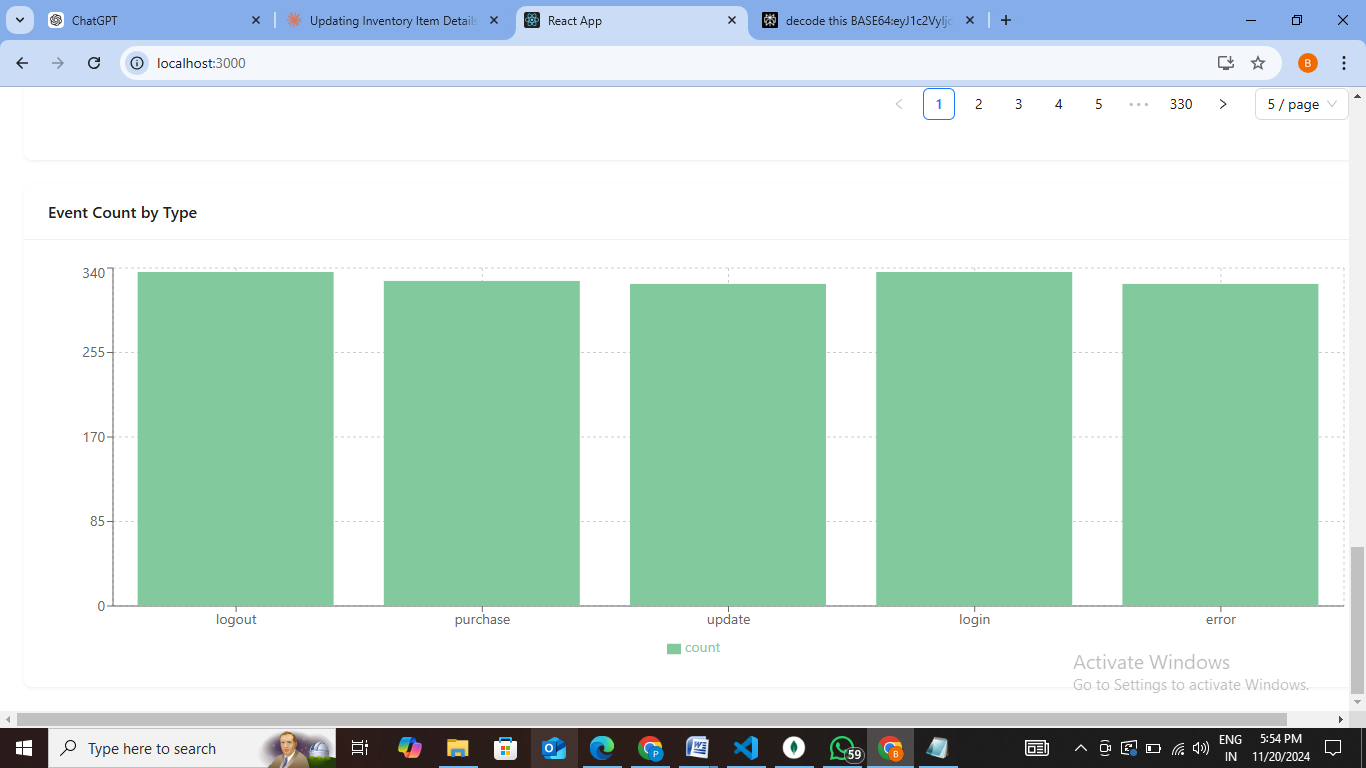 ChatGPT
Updating Inventory Item Details
React App
decode this BASE64:eyJ1c2VyIjo
localhost:3000
B
1 2 3 4 5 ••• 330 5 / page
Event Count by Type
340
255
170
85
0
logout purchase update login error
count
Activate Windows
Go to Settings to activate Windows.
Type here to search
59
B
ENG
IN
5:54 PM
11/20/2024